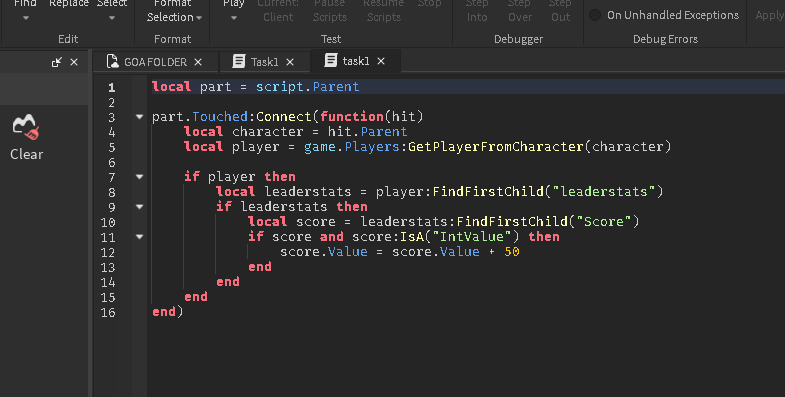 Find Replace Select Format Play Current: Pause Resume Stop Step Step Step
Selection Client Scripts Scripts Into Over Out On Unhandled Exceptions Apply
Edit Format Test Debugger Debug Errors
GOA FOLDER Task1 task1
Clear
1 local part = script.Parent
2
3 part.Touched:Connect(function(hit)
4 local character = hit.Parent
5 local player = game.Players:GetPlayerFromCharacter(character)
6
7 if player then
8 local leaderstats = player:FindFirstChild("leaderstats")
9 if leaderstats then
10 local score = leaderstats:FindFirstChild("Score")
11 if score and score:IsA("IntValue") then
12 score.Value = score.Value + 50
13 end
14 end
15 end
16 end)